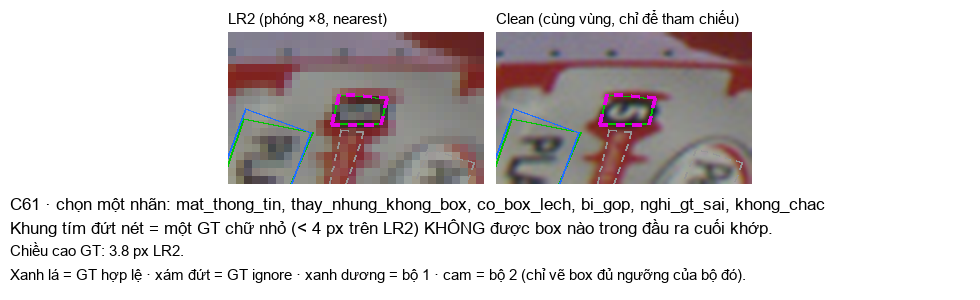 LR2 (phóng ×8, nearest)
Clean (cùng vùng, chỉ để tham chiếu)
PLA
C61 · chọn một nhãn: mat_thong_tin, thay_nhung_khong_box, co_box_lech, bi_gop, nghi_gt_sai, khong_chac
Khung tím đứt nét = một GT chữ nhỏ (< 4 px trên LR2) KHÔNG được box nào trong đầu ra cuối khớp.
Chiều cao GT: 3.8 px LR2.
Xanh lá = GT hợp lệ · xám đứt = GT ignore · xanh dương = bộ 1 · cam = bộ 2 (chỉ vẽ box đủ ngưỡng của bộ đó).